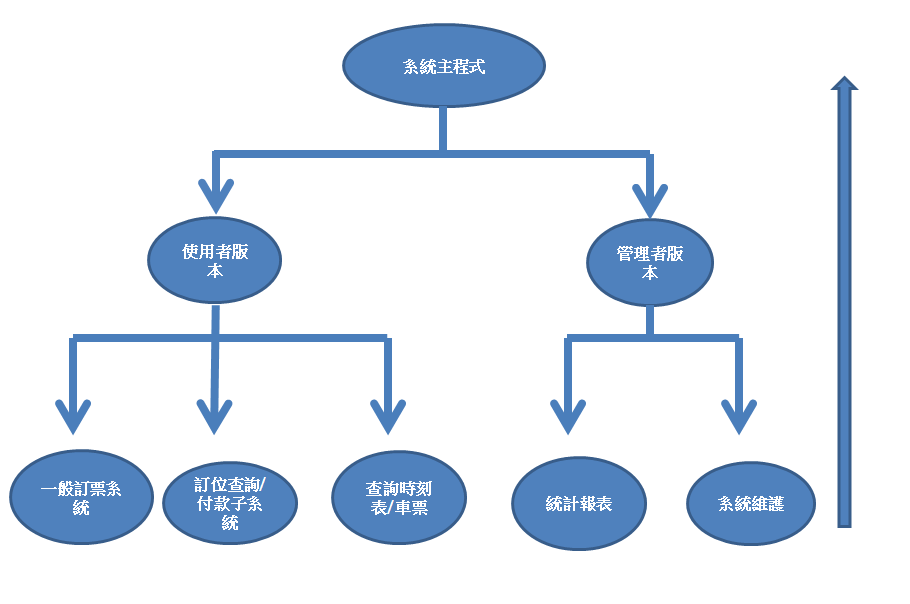 系統主程式
使用者版
本
管理者版
本
一般訂票系
統
訂位查詢/
付款子系
統
查詢時刻
表/車票
統計報表
系統維護